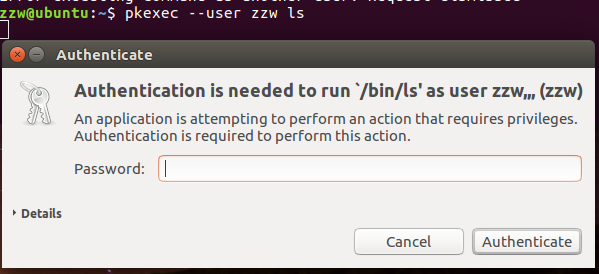 zzw@ubuntu:~$ pkexec --user zzw ls
Authenticate
Authentication is needed to run `/bin/ls' as user zzw,,, (zzw)
An application is attempting to perform an action that requires privileges.
Authentication is required to perform this action.
Password:
Details
Cancel Authenticate